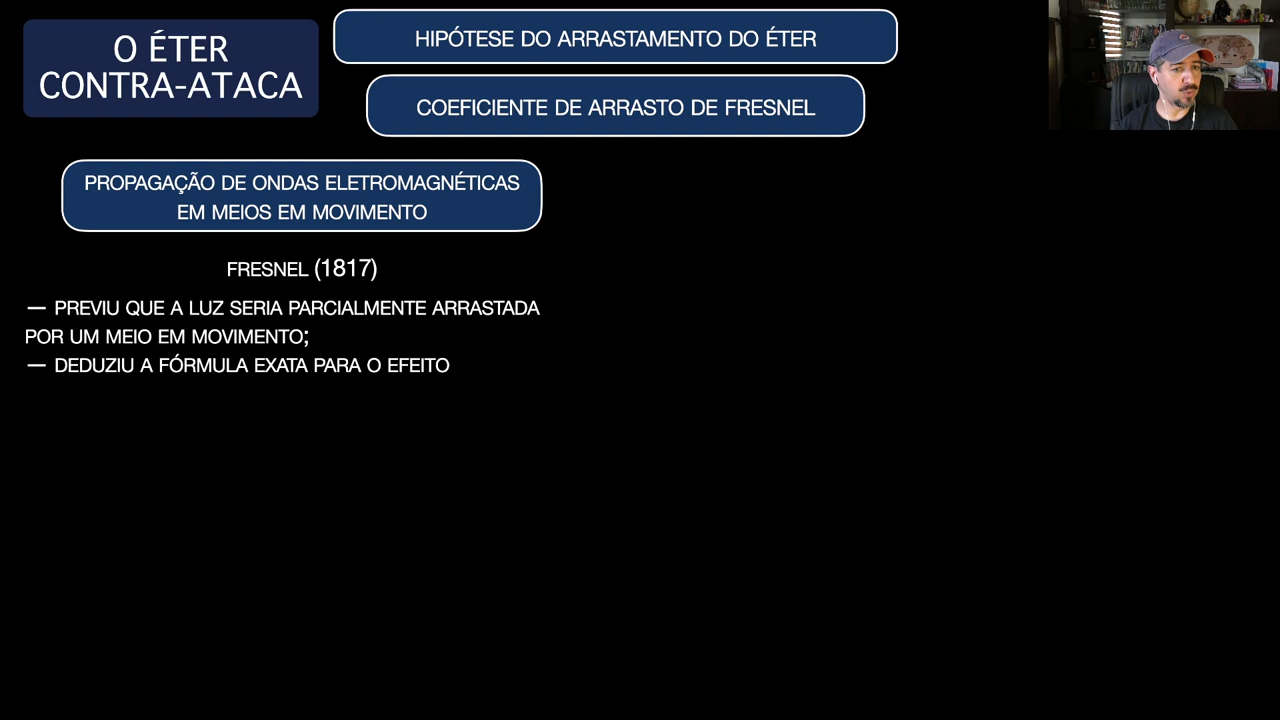 O ÉTER
CONTRA-ATACA
HIPÓTESE DO ARRASTAMENTO DO ÉTER
COEFICIENTE DE ARRASTO DE FRESNEL
PROPAGAÇÃO DE ONDAS ELETROMAGNÉTICAS
EM MEIOS EM MOVIMENTO
FRESNEL (1817)
— PREVIU QUE A LUZ SERIA PARCIALMENTE ARRASTADA
POR UM MEIO EM MOVIMENTO;
— DEDUZIU A FÓRMULA EXATA PARA O EFEITO